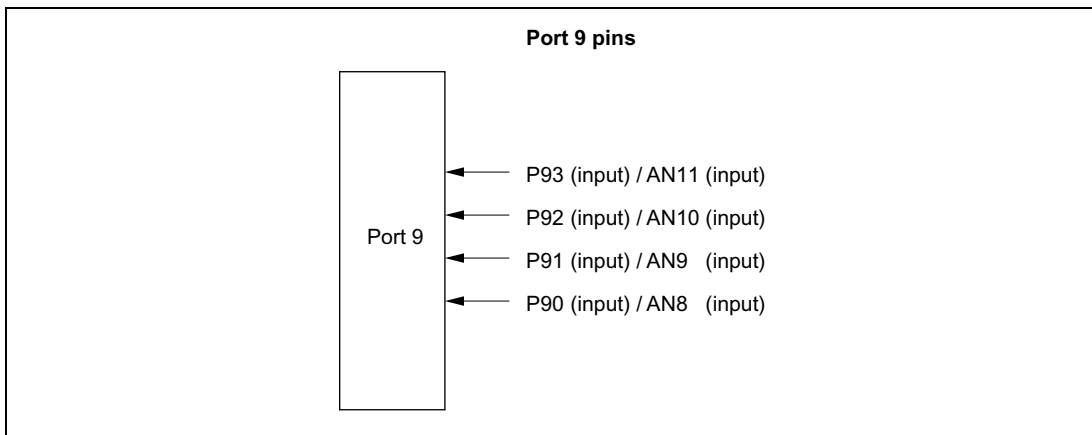 Port 9 pins
P93 (input) / AN11 (input)
P92 (input) / AN10 (input)
Port 9
P91 (input) / AN9 (input)
P90 (input) / AN8 (input)